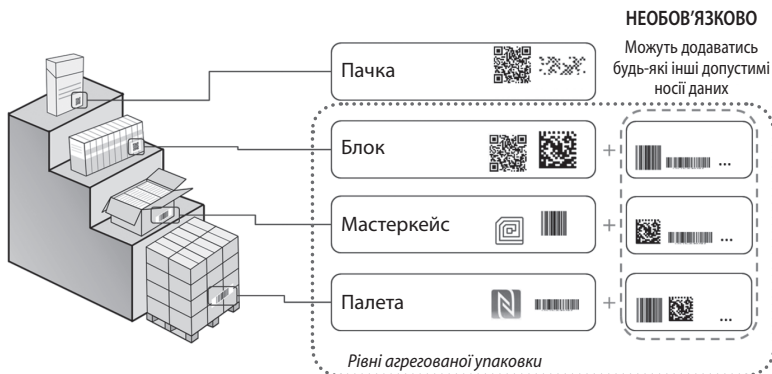 НЕОБОВ’ЯЗКОВО
Можуть додаватись
будь-які інші допустимі
носії даних
Пачка
Блок
+
...
Мастеркейс
+
...
Палета
+
...
Рівні агрегованої упаковки